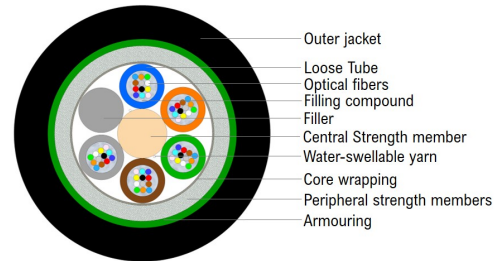 Outer jacket
Loose Tube
Optical fibers
Filling compound
Filler
Central Strength member
Water-swellable yarn
Core wrapping
Peripheral strength members
Armouring